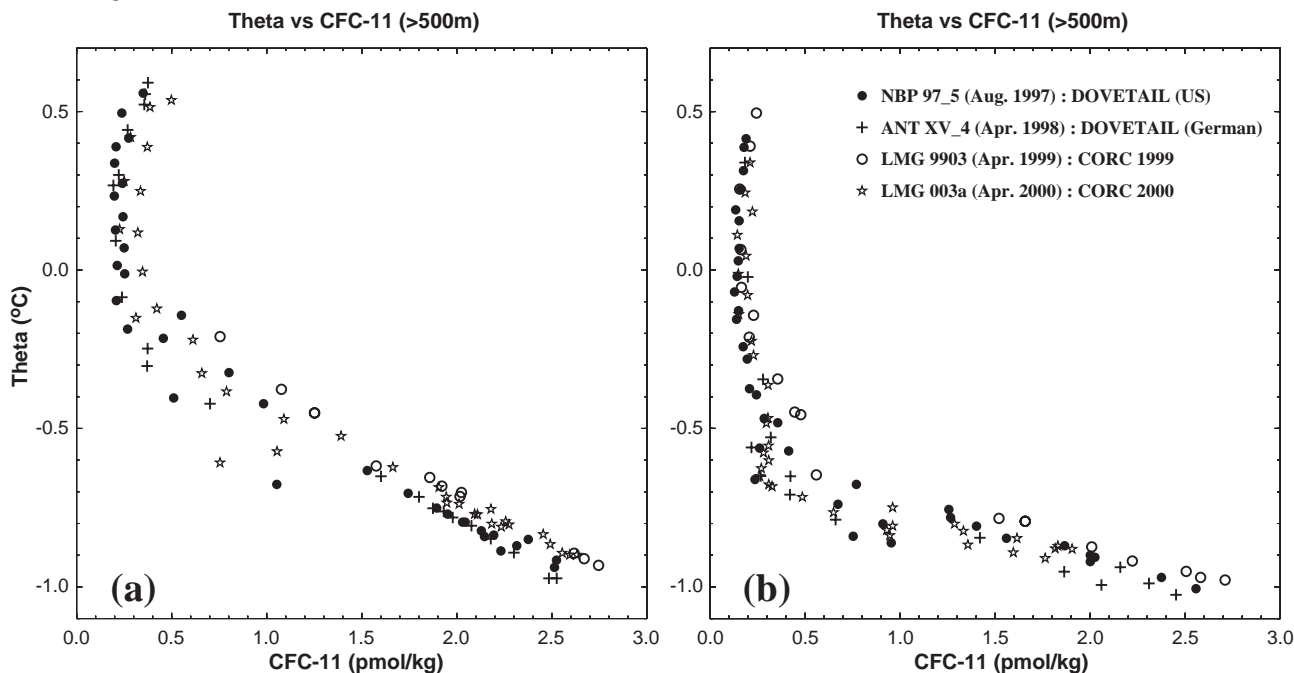 Theta vs CFC-11 (>500m)
Theta (ºC)
0.5
0.0
-0.5
-1.0
(a)
0.0 0.5 1.0 1.5 2.0 2.5 3.0
CFC-11 (pmol/kg)
Theta vs CFC-11 (>500m)
NBP 97_5 (Aug. 1997) : DOVETAIL (US)
ANT XV_4 (Apr. 1998) : DOVETAIL (German)
LMG 9903 (Apr. 1999) : CORC 1999
LMG 003a (Apr. 2000) : CORC 2000
0.5
0.0
-0.5
-1.0
(b)
0.0 0.5 1.0 1.5 2.0 2.5 3.0
CFC-11 (pmol/kg)